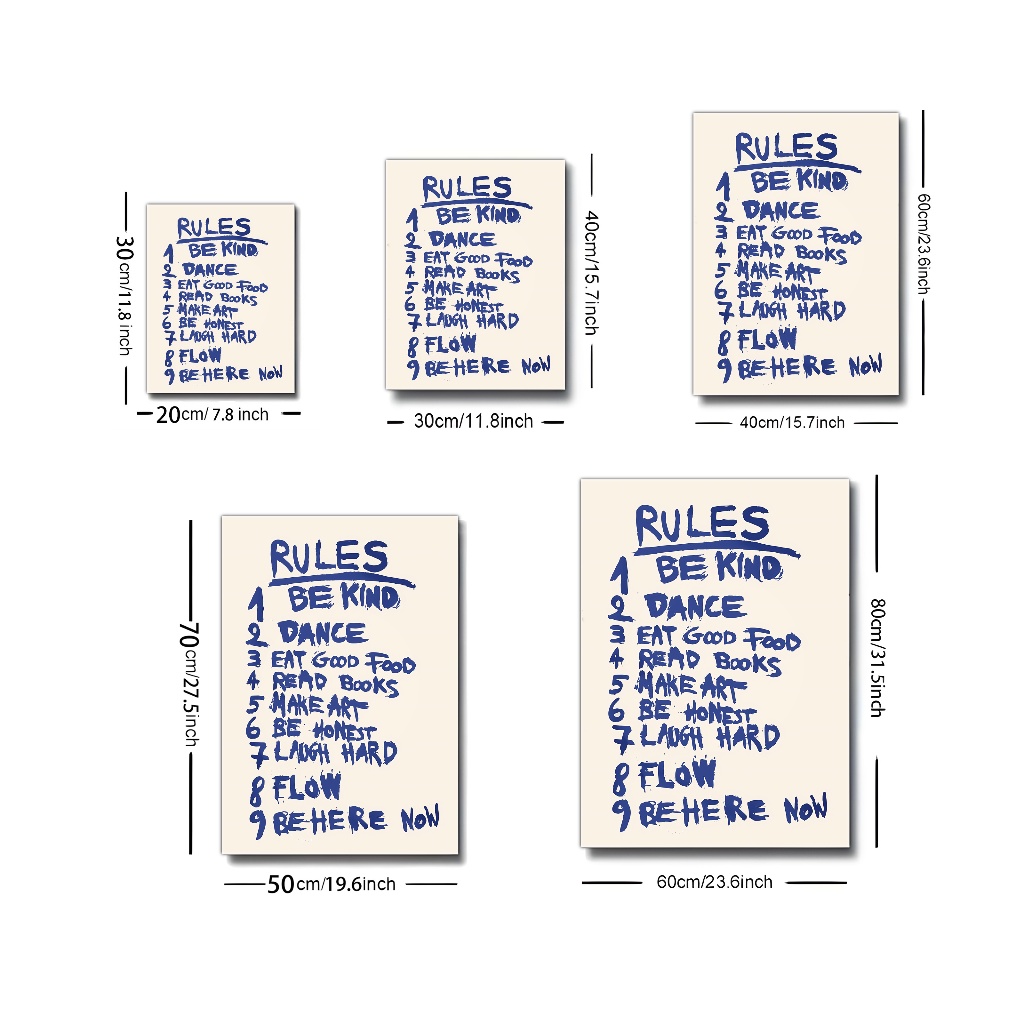 RULES
1 BE KIND
2 DANCE
3 EAT GOOD FOOD
4 READ BOOKS
5 MAKE ART
6 BE HONEST
7 LAUGH HARD
8 FLOW
9 BE HERE NOW
30cm/11.8 inch
20cm/ 7.8 inch
RULES
1 BE KIND
2 DANCE
3 EAT GOOD FOOD
4 READ BOOKS
5 MAKE ART
6 BE HONEST
7 LAUGH HARD
8 FLOW
9 BE HERE NOW
40cm/15.7inch
30cm/11.8inch
RULES
1 BE KIND
2 DANCE
3 EAT GOOD FOOD
4 READ BOOKS
5 MAKE ART
6 BE HONEST
7 LAUGH HARD
8 FLOW
9 BE HERE NOW
60cm/23.6inch
40cm/15.7inch
RULES
1 BE KIND
2 DANCE
3 EAT GOOD FOOD
4 READ BOOKS
5 MAKE ART
6 BE HONEST
7 LAUGH HARD
8 FLOW
9 BE HERE NOW
70cm/27.5inch
50cm/19.6inch
RULES
1 BE KIND
2 DANCE
3 EAT GOOD FOOD
4 READ BOOKS
5 MAKE ART
6 BE HONEST
7 LAUGH HARD
8 FLOW
9 BE HERE NOW
80cm/31.5inch
60cm/23.6inch